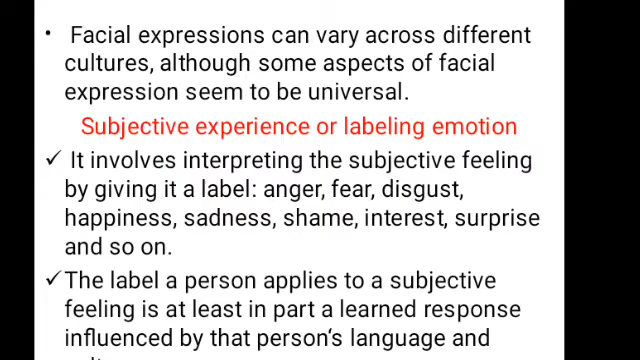 • Facial expressions can vary across different
cultures, although some aspects of facial
expression seem to be universal.
Subjective experience or labeling emotion
✓ It involves interpreting the subjective feeling
by giving it a label: anger, fear, disgust,
happiness, sadness, shame, interest, surprise
and so on.
✓ The label a person applies to a subjective
feeling is at least in part a learned response
influenced by that person‘s language and